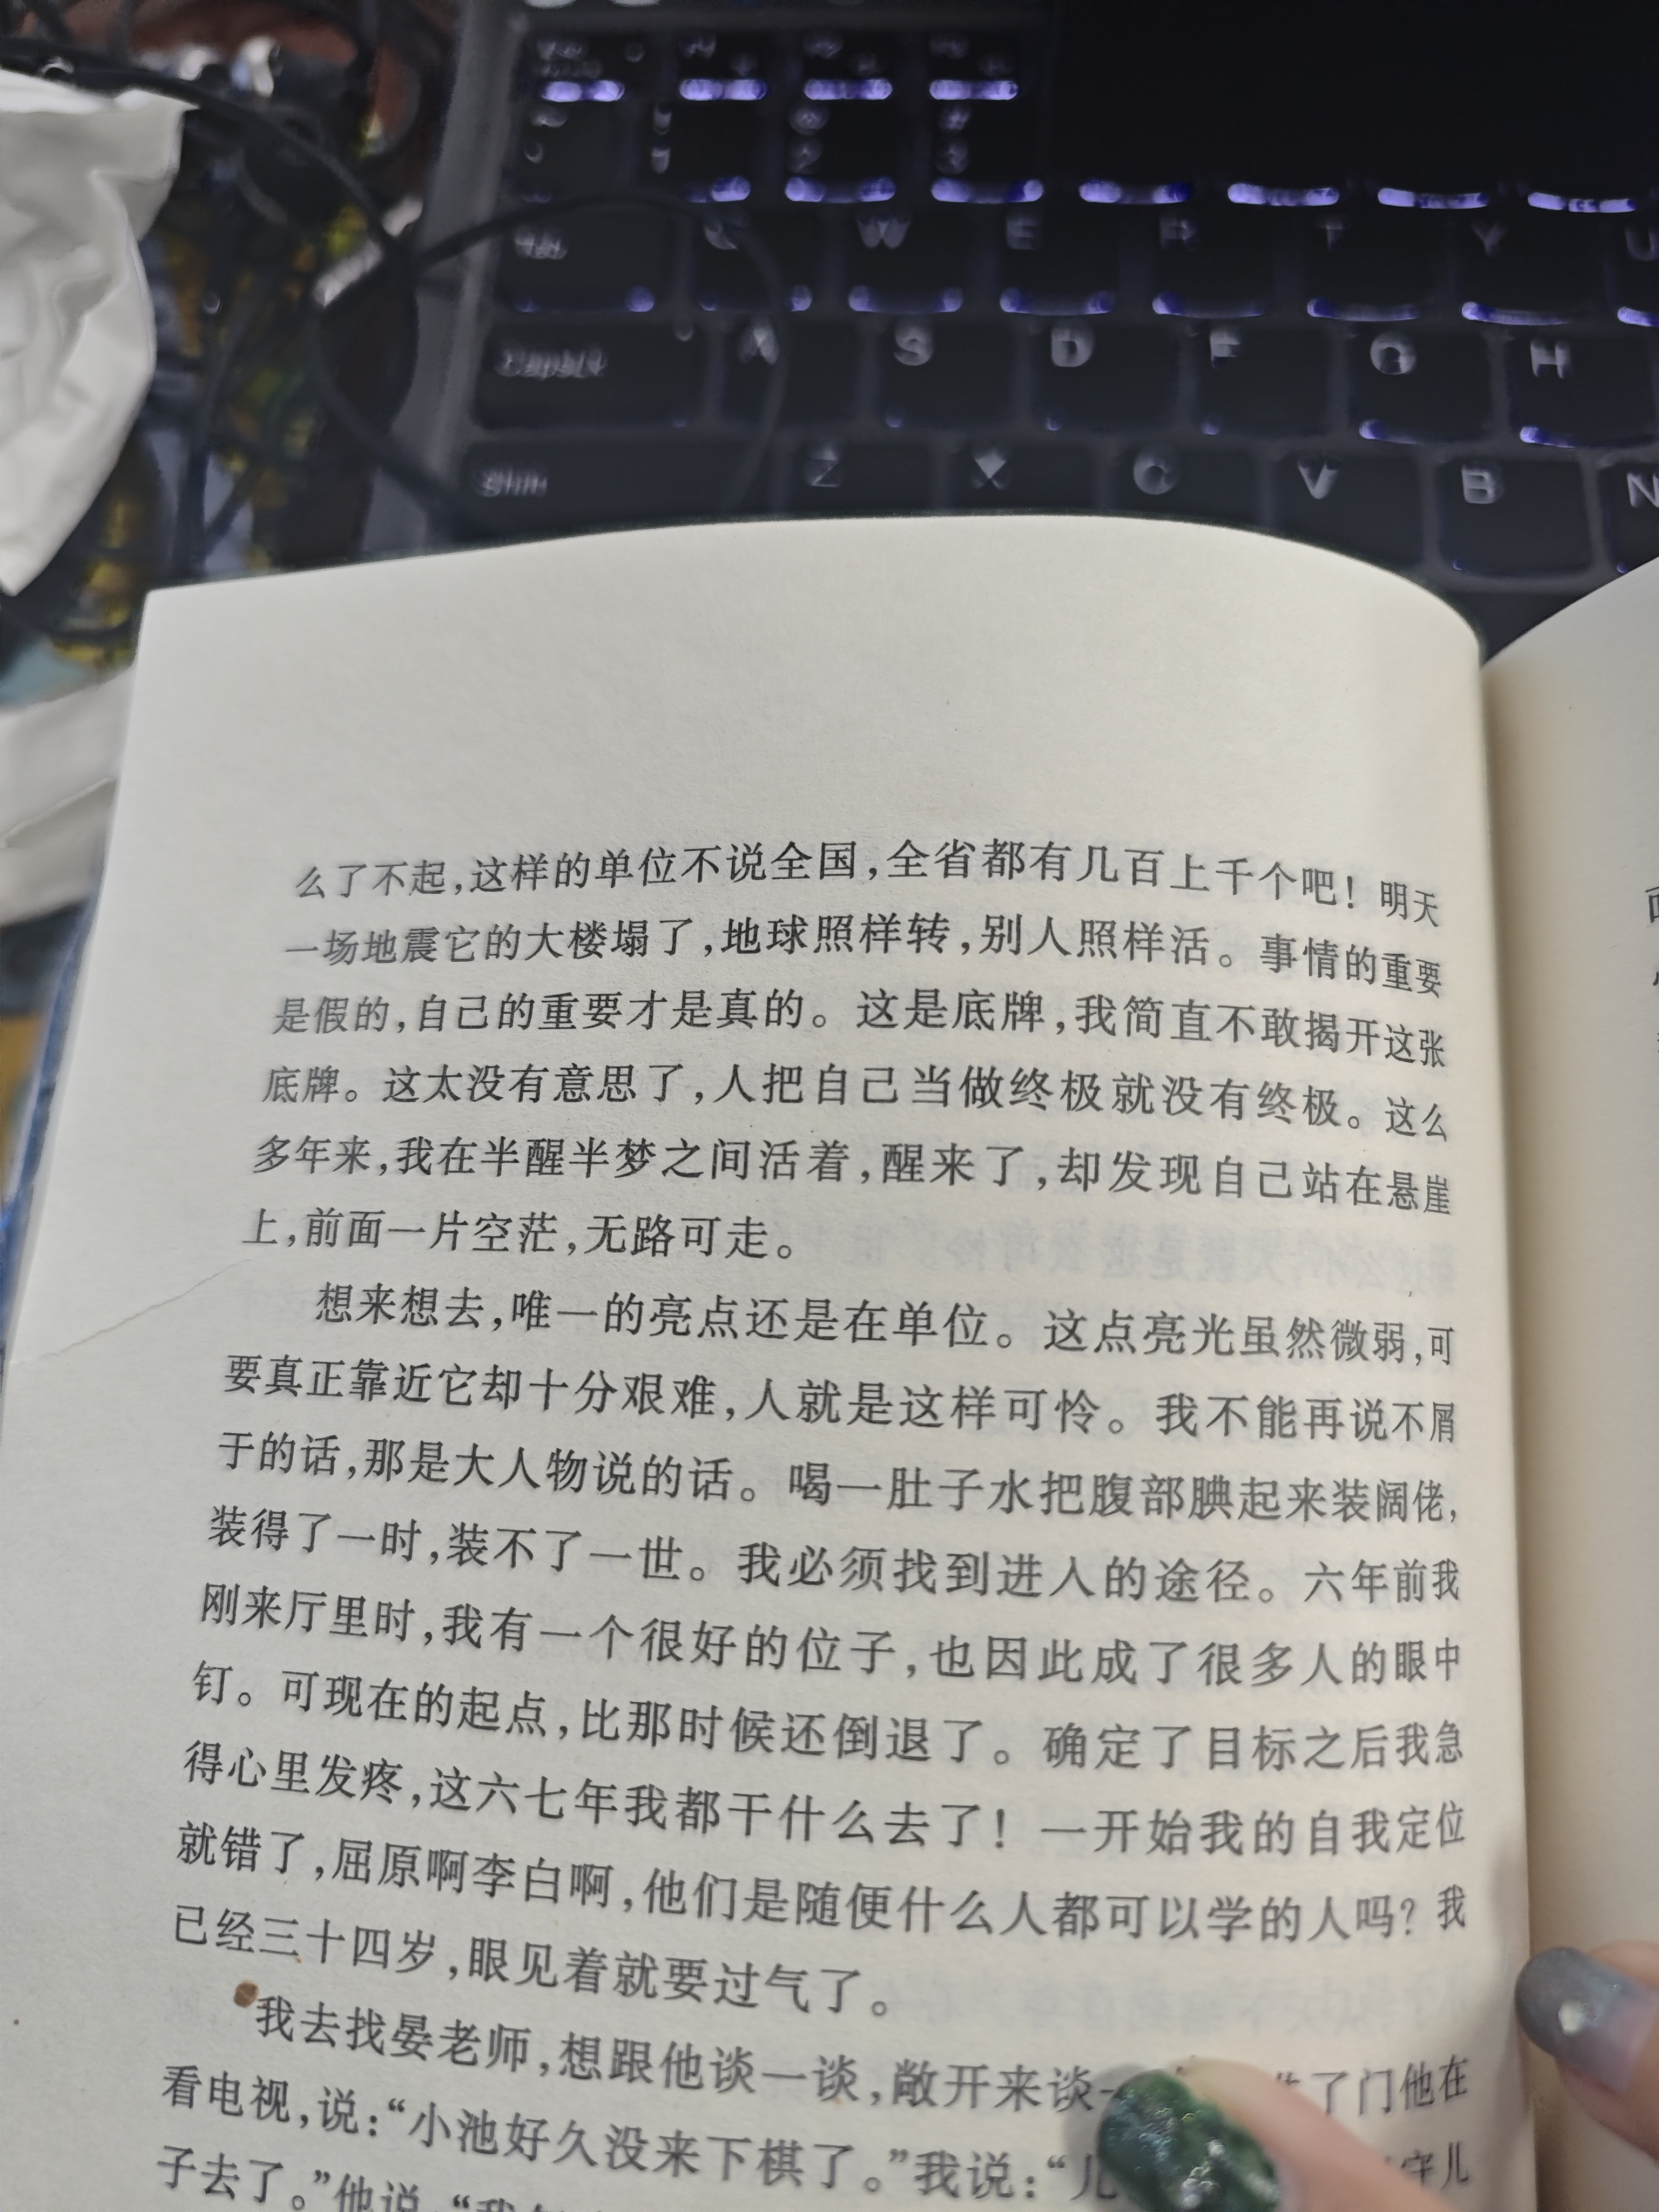 Q W E R T Y U
CapsLk A S D F G H
Shift Z X C V B N
么了不起，这样的单位不说全国，全省都有几百上千个吧！明天
一场地震它的大楼塌了，地球照样转，别人照样活。事情的重要
是假的，自己的重要才是真的。这是底牌，我简直不敢揭开这张
底牌。这太没有意思了，人把自己当做终极就没有终极。这么
多年来，我在半醒半梦之间活着，醒来了，却发现自己站在悬崖
上，前面一片空茫，无路可走。
想来想去，唯一的亮点还是在单位。这点亮光虽然微弱，可
要真正靠近它却十分艰难，人就是这样可怜。我不能再说不屑
于的话，那是大人物说的话。喝一肚子水把腹部腆起来装阔佬，
装得了一时，装不了一世。我必须找到进入的途径。六年前我
刚来厅里时，我有一个很好的位子，也因此成了很多人的眼中
钉。可现在的起点，比那时候还倒退了。确定了目标之后我急
得心里发疼，这六七年我都干什么去了！一开始我的自我定位
就错了，屈原啊李白啊，他们是随便什么人都可以学的人吗？我
已经三十四岁，眼见着就要过气了。
我去找晏老师，想跟他谈一谈，敞开来谈 了门他在
看电视，说：“小池好久没来下棋了。”我说：“儿 守儿
子去了。”他说：“我